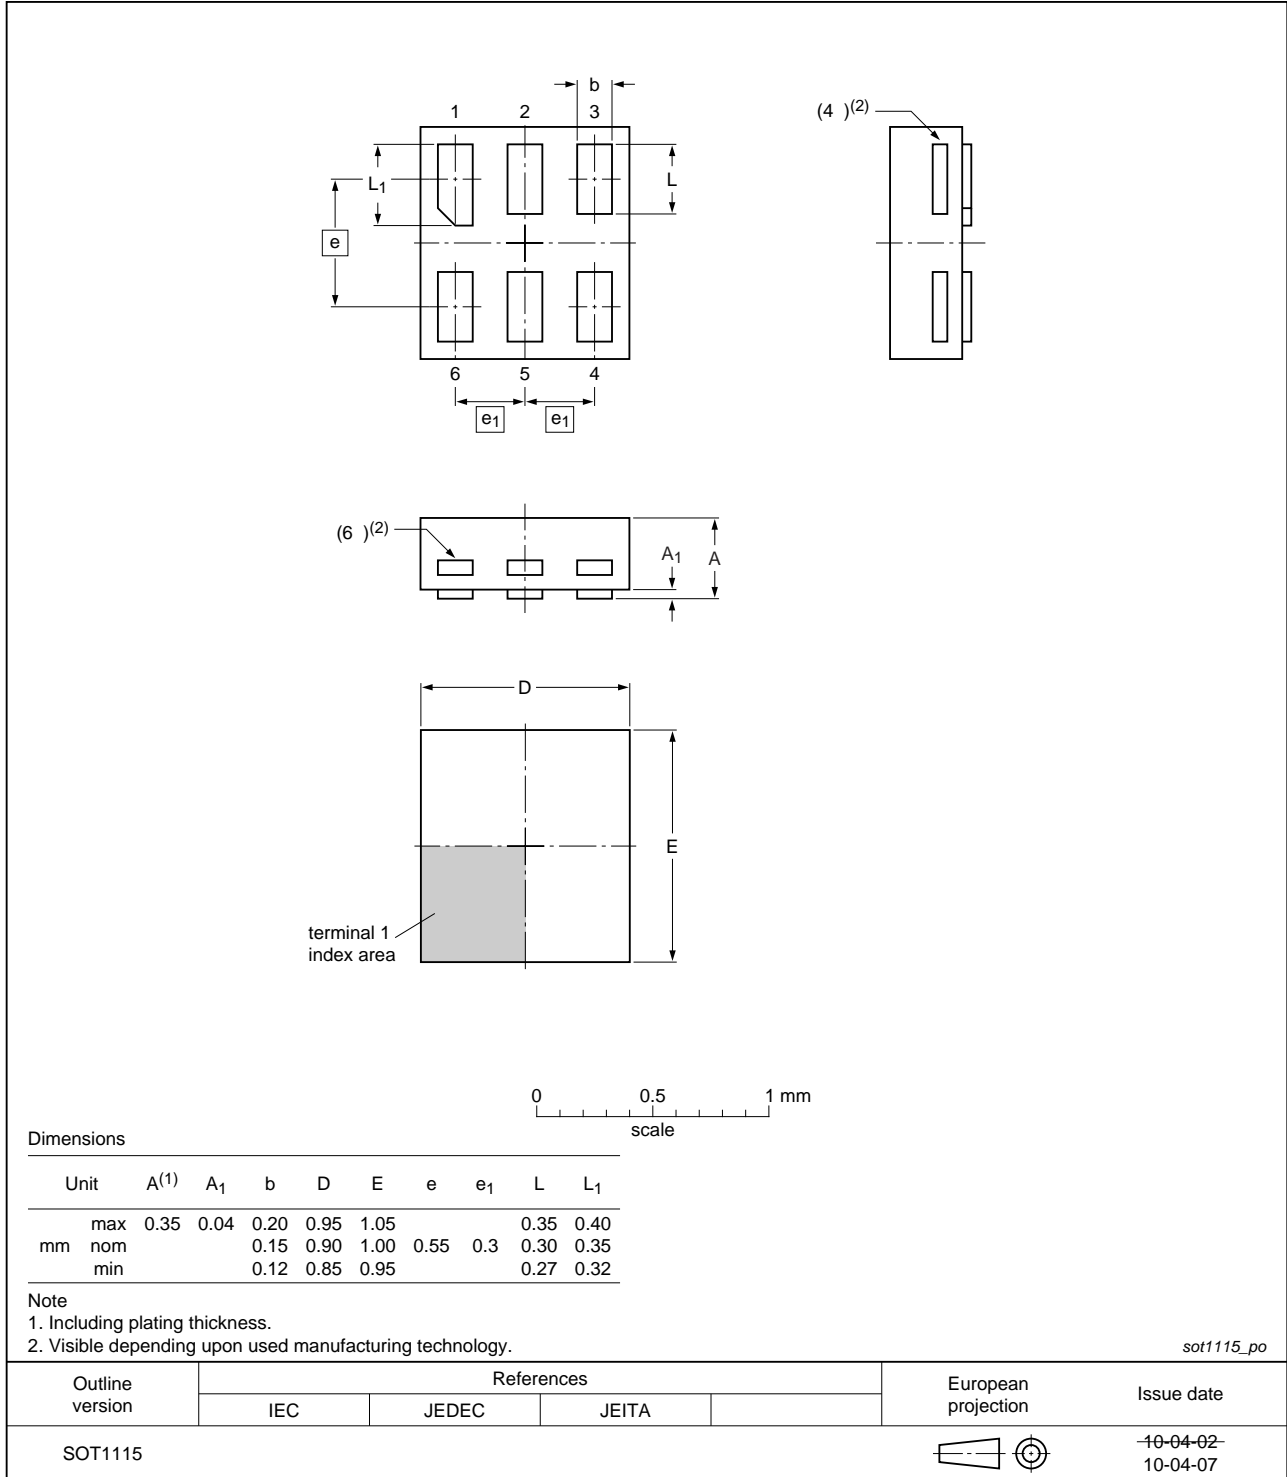 b
1 2 3
(4 )(2)
L1
L
e
6 5 4
e1 e1
(6 )(2)
A1
A
D
E
terminal 1
index area
0 0.5 1 mm
scale
Dimensions
Unit A(1) A1 b D E e e1 L L1
max 0.35 0.04 0.20 0.95 1.05 0.35 0.40
mm nom 0.15 0.90 1.00 0.55 0.3 0.30 0.35
min 0.12 0.85 0.95 0.27 0.32
Note
1. Including plating thickness.
2. Visible depending upon used manufacturing technology.
sot1115_po
Outline
version
References
IEC JEDEC JEITA
European
projection
Issue date
SOT1115
10-04-02
10-04-07